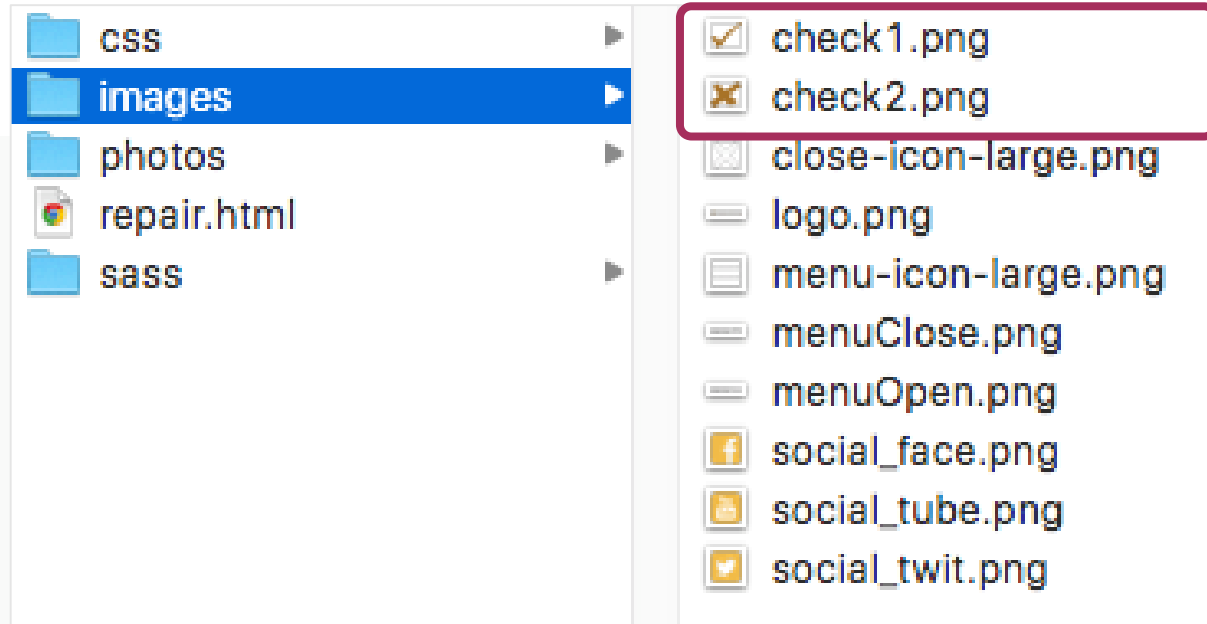 css
images
photos
repair.html
sass
check1.png
check2.png
close-icon-large.png
logo.png
menu-icon-large.png
menuClose.png
menuOpen.png
social_face.png
social_tube.png
social_twit.png